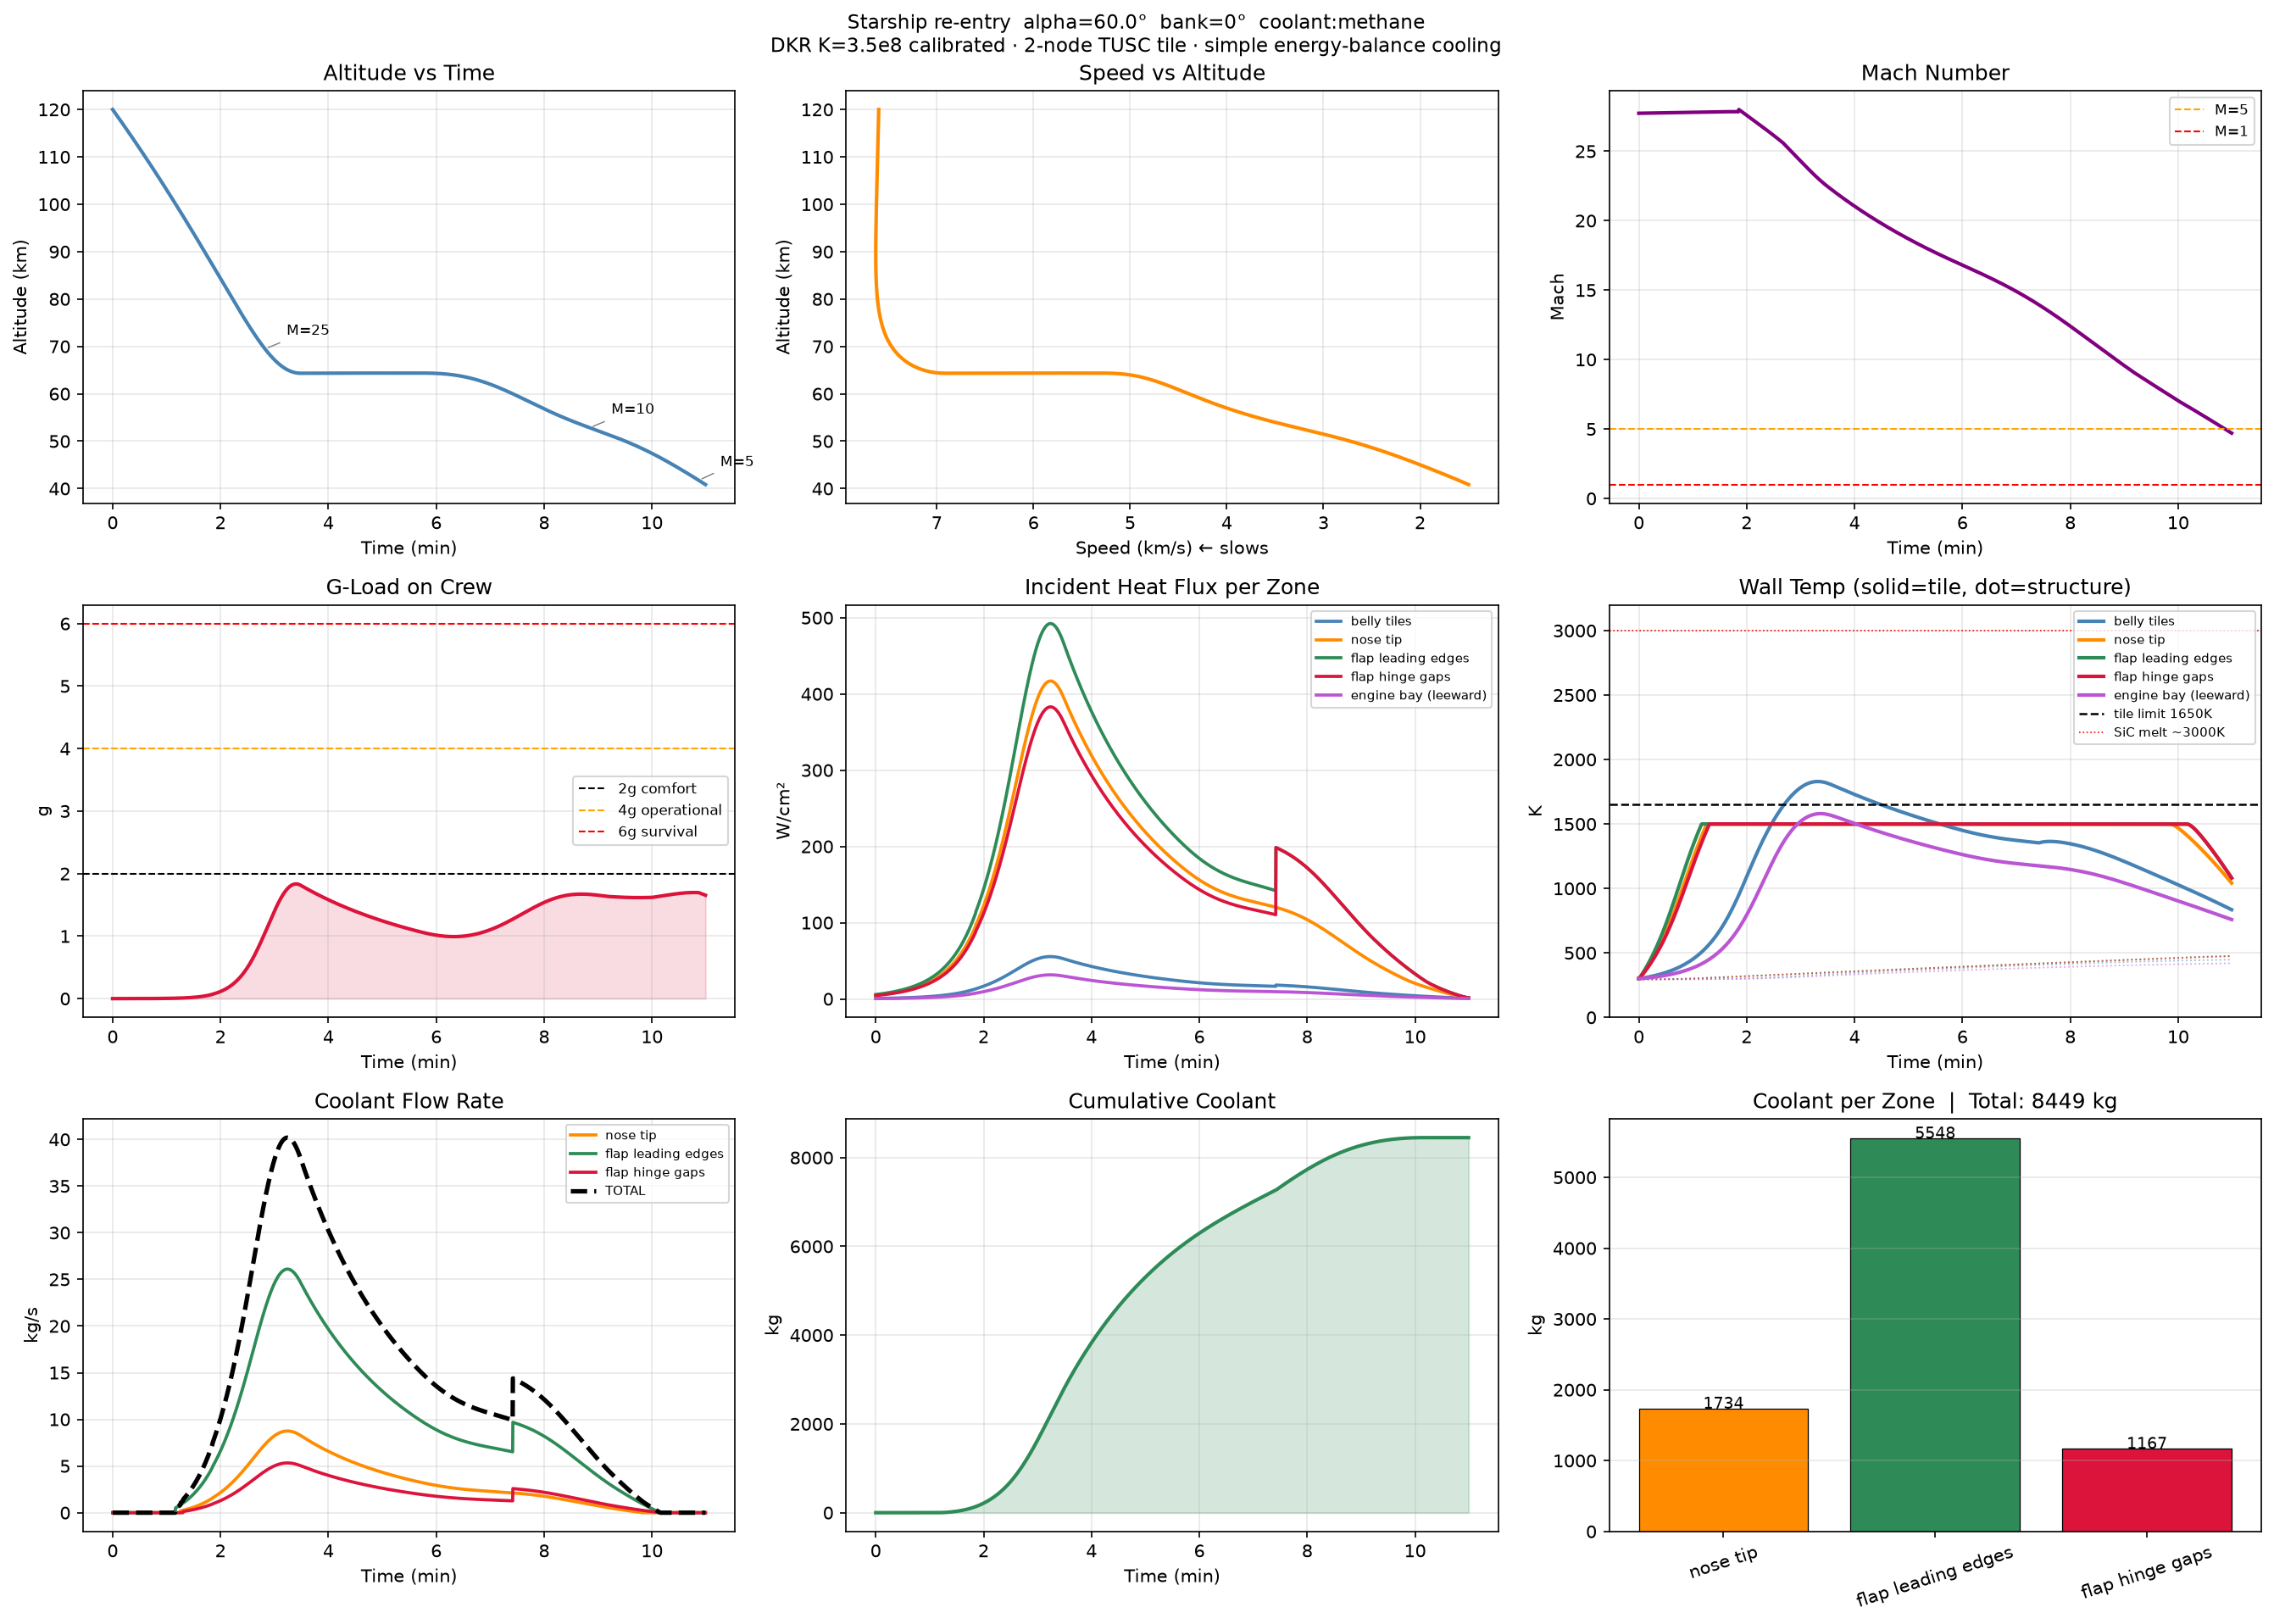 Starship re-entry  alpha=60.0°  bank=0°  coolant:methane
DKR K=3.5e8 calibrated · 2-node TUSC tile · simple energy-balance cooling
Altitude vs Time
Altitude (km)
120
110
100
90
80
70
60
50
40
M=25
M=10
M=5
0 2 4 6 8 10
Time (min)
Speed vs Altitude
Altitude (km)
120
110
100
90
80
70
60
50
40
7 6 5 4 3 2
Speed (km/s) ← slows
Mach Number
Mach
25
20
15
10
5
0
M=5
M=1
0 2 4 6 8 10
Time (min)
G-Load on Crew
g
6
5
4
3
2
1
0
2g comfort
4g operational
6g survival
0 2 4 6 8 10
Time (min)
Incident Heat Flux per Zone
W/cm²
500
400
300
200
100
0
belly tiles
nose tip
flap leading edges
flap hinge gaps
engine bay (leeward)
0 2 4 6 8 10
Time (min)
Wall Temp (solid=tile, dot=structure)
K
3000
2500
2000
1500
1000
500
0
belly tiles
nose tip
flap leading edges
flap hinge gaps
engine bay (leeward)
tile limit 1650K
SiC melt ~3000K
0 2 4 6 8 10
Time (min)
Coolant Flow Rate
kg/s
40
35
30
25
20
15
10
5
0
nose tip
flap leading edges
flap hinge gaps
TOTAL
0 2 4 6 8 10
Time (min)
Cumulative Coolant
kg
8000
6000
4000
2000
0
0 2 4 6 8 10
Time (min)
Coolant per Zone  |  Total: 8449 kg
kg
5000
4000
3000
2000
1000
0
1734
5548
1167
nose tip
flap leading edges
flap hinge gaps